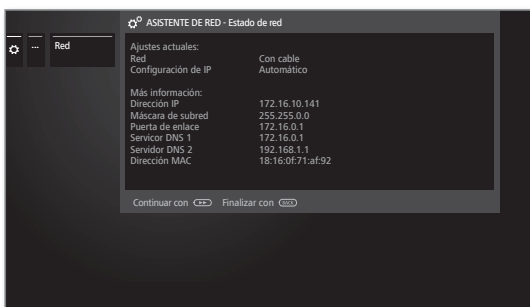 ASISTENTE DE RED - Estado de red
... Red
Ajustes actuales:
Red Con cable
Configuración de IP Automático
Más información:
Dirección IP 172.16.10.141
Máscara de subred 255.255.0.0
Puerta de enlace 172.16.0.1
Servicor DNS 1 172.16.0.1
Servidor DNS 2 192.168.1.1
Dirección MAC 18:16:0f:71:af:92
Continuar con Finalizar con BACK